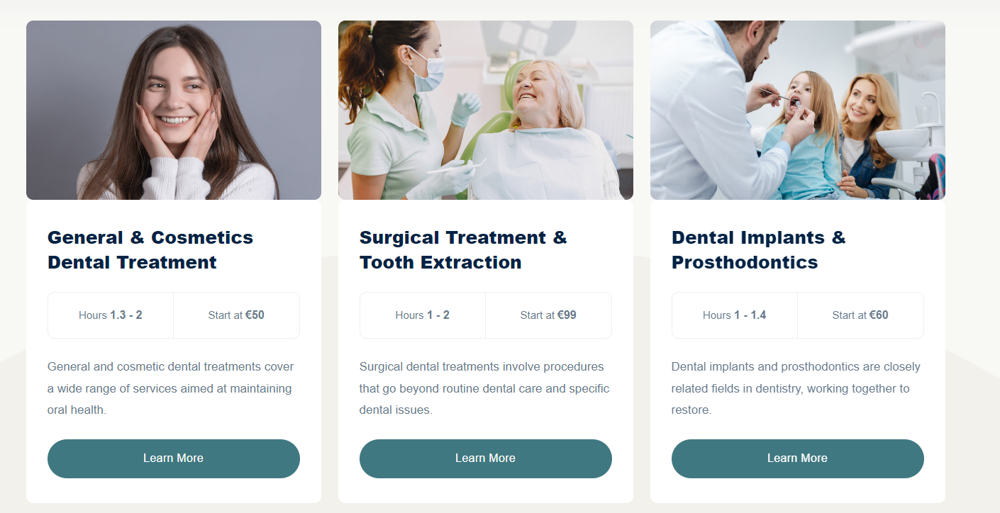 General & Cosmetics
Dental Treatment
Hours 1.3 - 2
Start at €50
General and cosmetic dental treatments cover
a wide range of services aimed at maintaining
oral health.
Learn More
Surgical Treatment &
Tooth Extraction
Hours 1 - 2
Start at €99
Surgical dental treatments involve procedures
that go beyond routine dental care and specific
dental issues.
Learn More
Dental Implants &
Prosthodontics
Hours 1 - 1.4
Start at €60
Dental implants and prosthodontics are closely
related fields in dentistry, working together to
restore.
Learn More